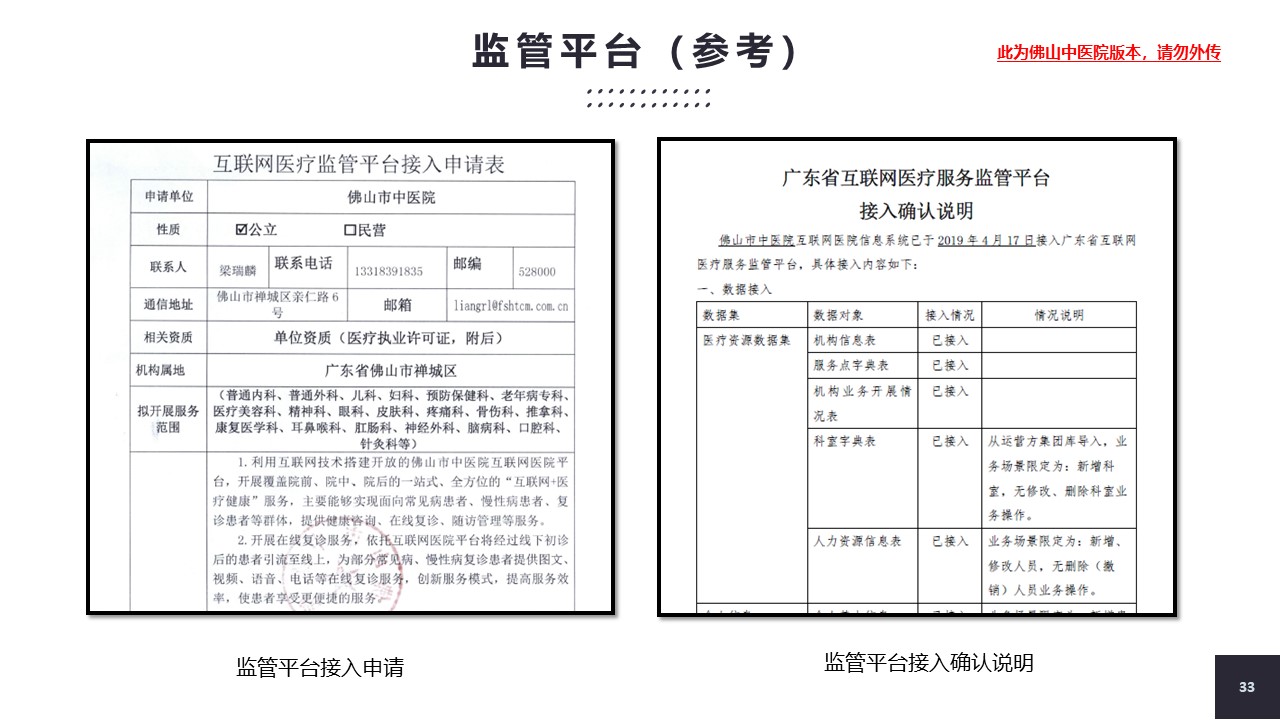 监管平台（参考）
此为佛山中医院版本，请勿外传
互联网医疗监管平台接入申请表
申请单位 佛山市中医院
性质 ☑公立 ☐民营
联系人 梁瑞麟 联系电话 13318391835 邮编 528000
通信地址 佛山市禅城区亲仁路6
号 邮箱 liangrl@fshtcm.com.cn
相关资质 单位资质（医疗执业许可证，附后）
机构属地 广东省佛山市禅城区
拟开展服务
范围
（普通内科、普通外科、儿科、妇科、预防保健科、老年病专科、
医疗美容科、精神科、眼科、皮肤科、疼痛科、骨伤科、推拿科、
康复医学科、耳鼻喉科、肛肠科、神经外科、脑病科、口腔科、
针灸科等）
1.利用互联网技术搭建开放的佛山市中医院互联网医院平
台，开展覆盖院前、院中、院后的一站式、全方位的“互联网+医
疗健康”服务，主要能够实现面向常见病患者、慢性病患者、复
诊患者等群体，提供健康咨询、在线复诊、随访管理等服务。
2.开展在线复诊服务，依托互联网医院平台将经过线下初诊
后的患者引流至线上，为部分常见病、慢性病复诊患者提供图文、
视频、语音、电话等在线复诊服务，创新服务模式，提高服务效
率，使患者享受更便捷的服务。
监管平台接入申请
广东省互联网医疗服务监管平台
接入确认说明
佛山市中医院互联网医院信息系统已于2019年4月17日接入广东省互联网
医疗服务监管平台，具体接入内容如下：
一、数据接入
数据集 数据对象 接入情况 情况说明
医疗资源数据集 机构信息表 已接入
服务点字典表 已接入
机构业务开展情
况表 已接入
科室字典表 已接入 从运营方集团库导入，业
务场景限定为：新增科
室，无修改、删除科室业
务操作。
人力资源信息表 已接入 业务场景限定为：新增、
修改人员，无删除（撤
销）人员业务操作。
监管平台接入确认说明
33